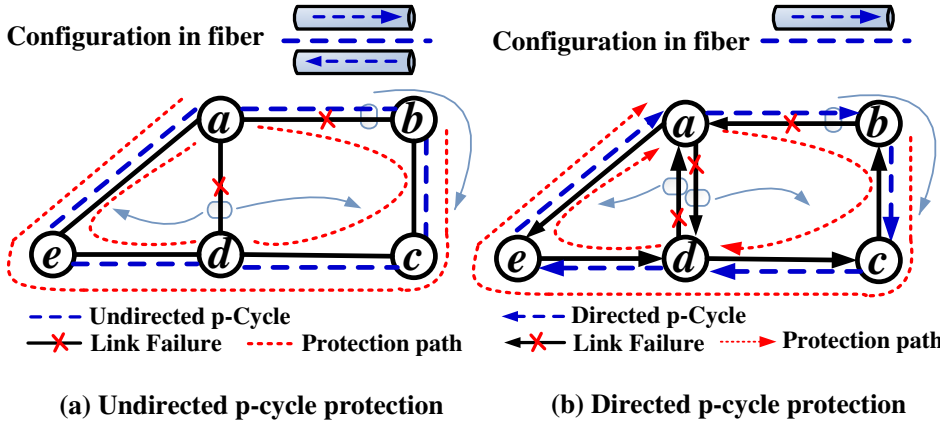 Configuration in fiber
a
b
e
d
c
Undirected p-Cycle
Link Failure
Protection path
(a) Undirected p-cycle protection
Configuration in fiber
a
b
e
d
c
Directed p-Cycle
Link Failure
Protection path
(b) Directed p-cycle protection